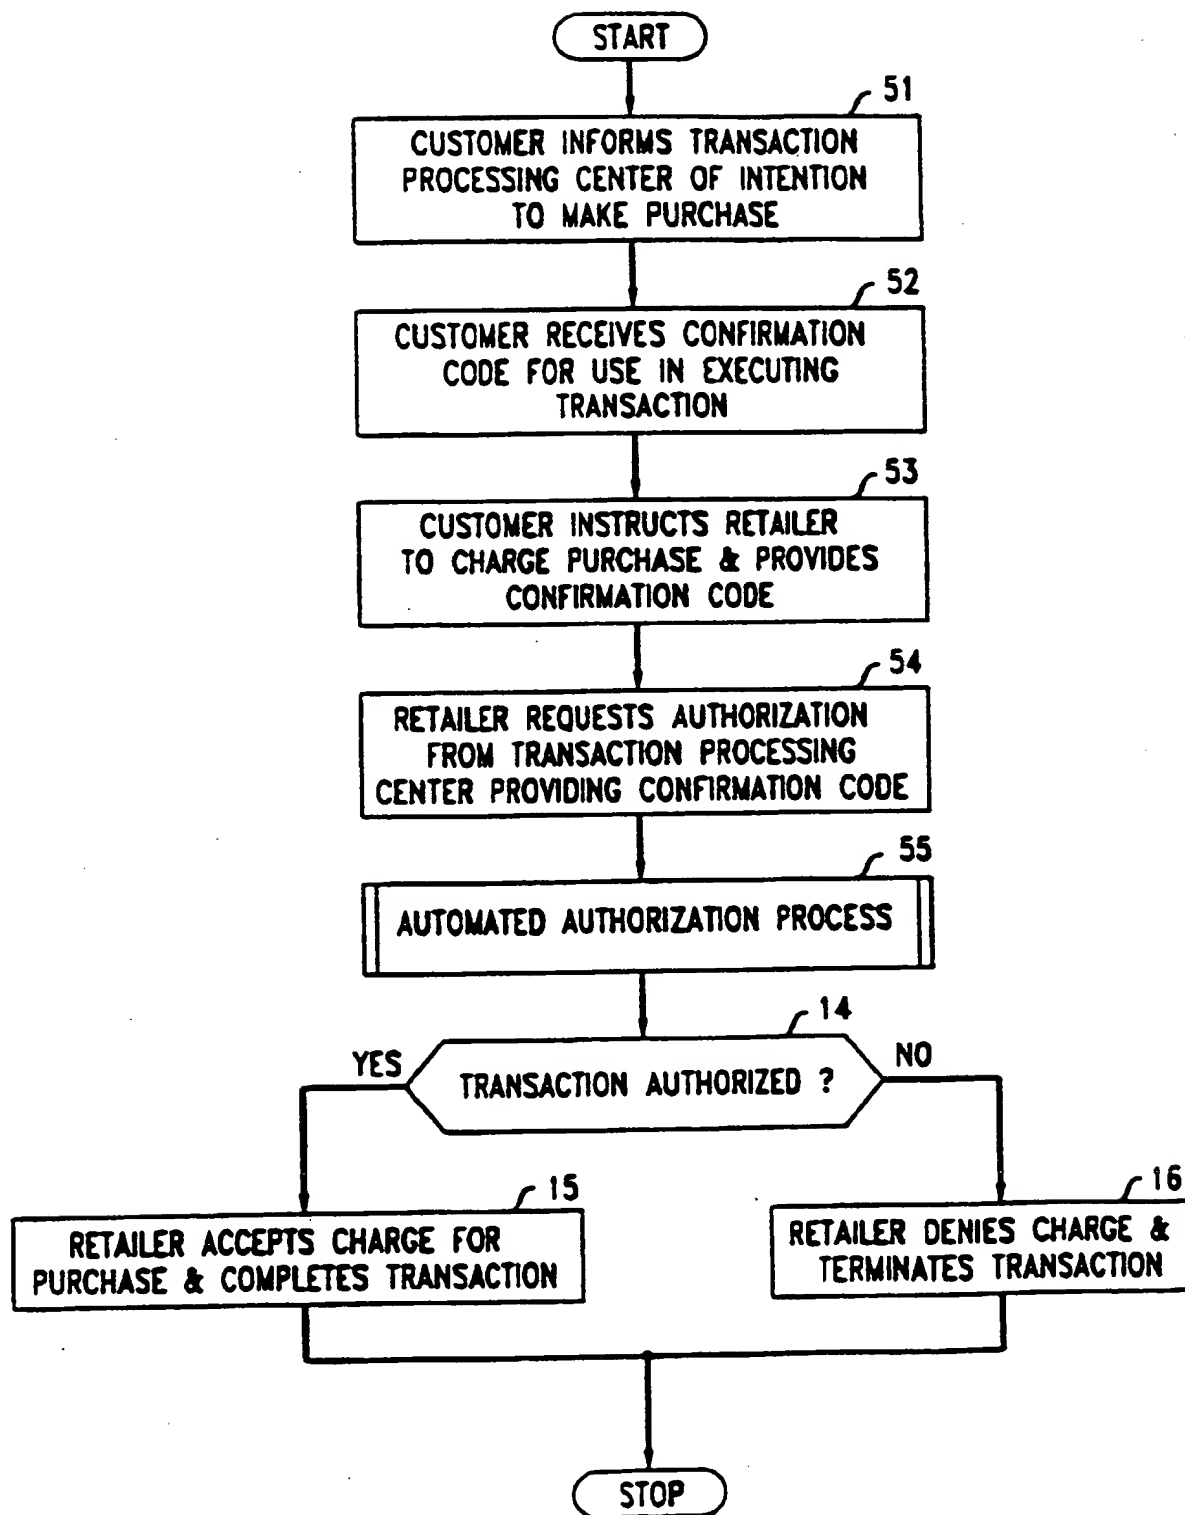 START
51
CUSTOMER INFORMS TRANSACTION
PROCESSING CENTER OF INTENTION
TO MAKE PURCHASE
52
CUSTOMER RECEIVES CONFIRMATION
CODE FOR USE IN EXECUTING
TRANSACTION
53
CUSTOMER INSTRUCTS RETAILER
TO CHARGE PURCHASE & PROVIDES
CONFIRMATION CODE
54
RETAILER REQUESTS AUTHORIZATION
FROM TRANSACTION PROCESSING
CENTER PROVIDING CONFIRMATION CODE
55
AUTOMATED AUTHORIZATION PROCESS
14
YES
NO
TRANSACTION AUTHORIZED ?
15
RETAILER ACCEPTS CHARGE FOR
PURCHASE & COMPLETES TRANSACTION
16
RETAILER DENIES CHARGE &
TERMINATES TRANSACTION
STOP